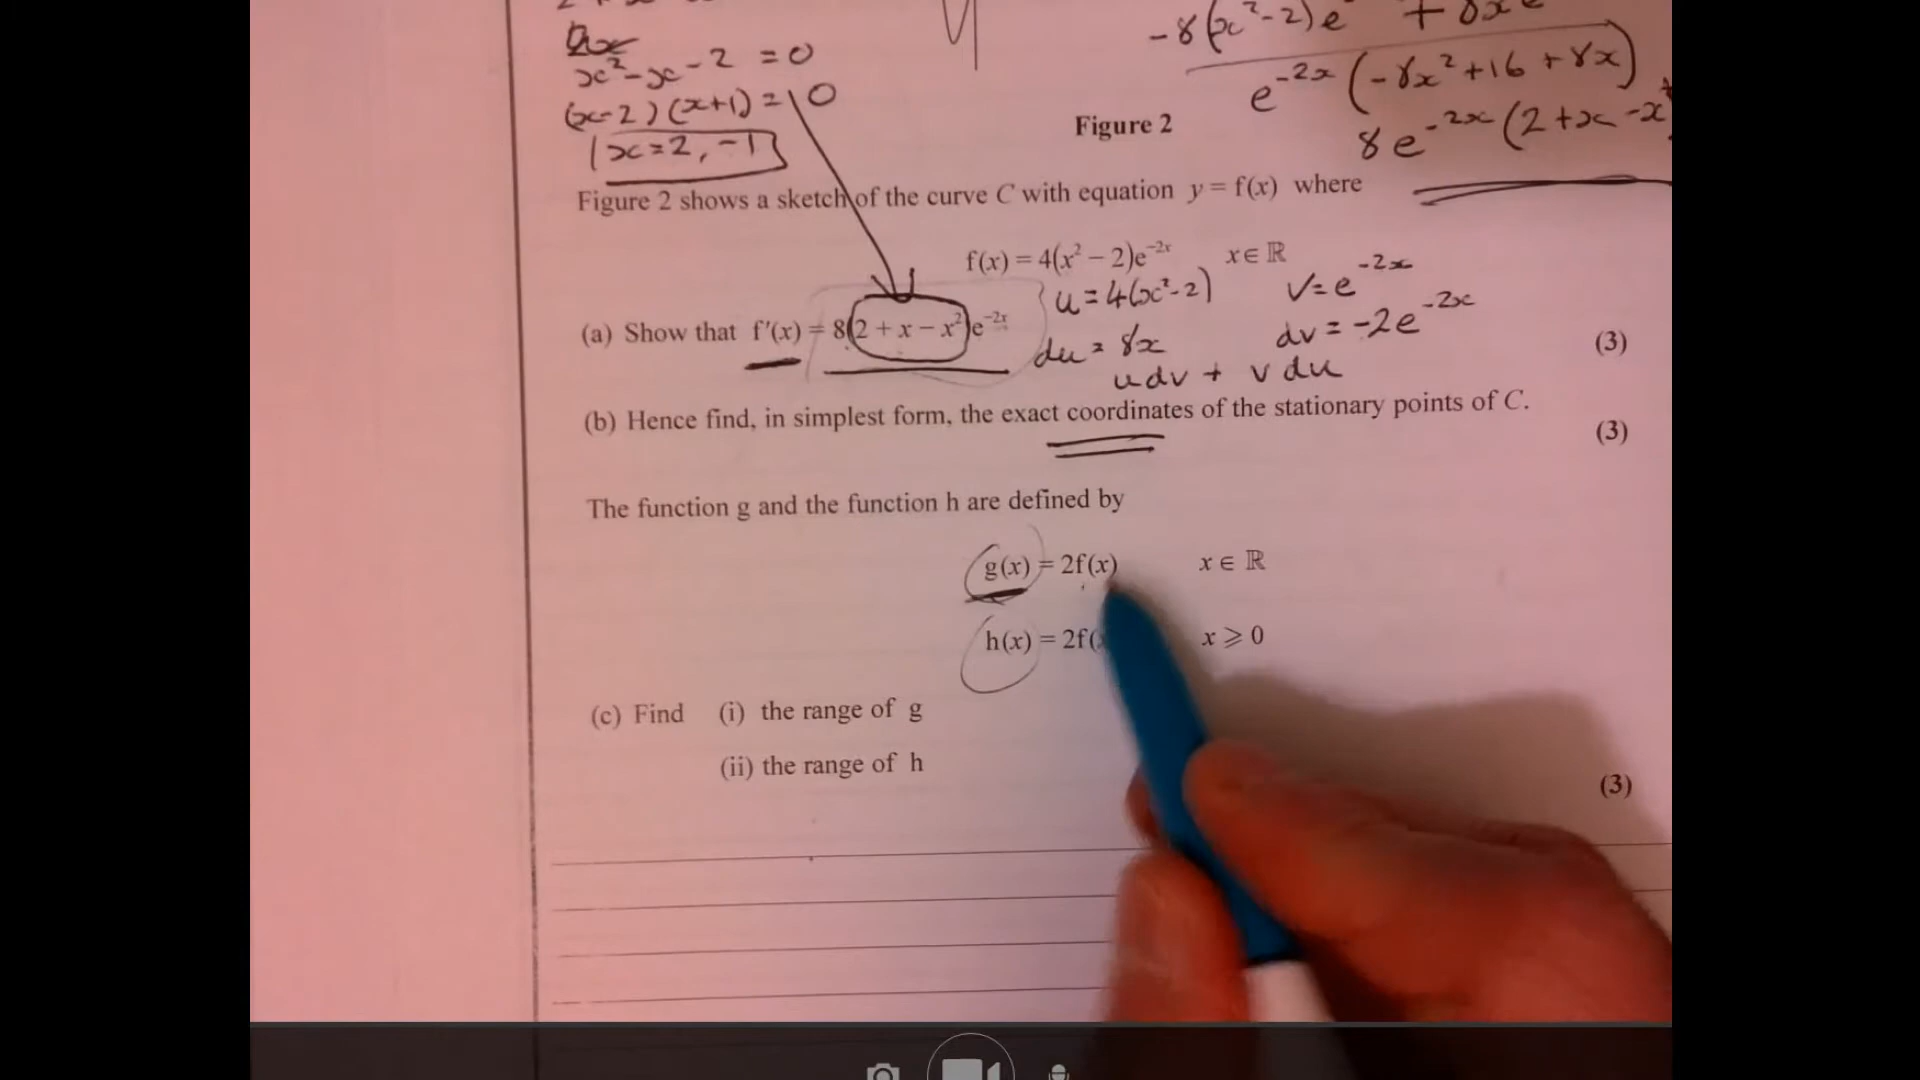 x² - x - 2 = 0
(x-2)(x+1) = 0
x = 2, -1
-8(x²-2)e + 8xe
e^{-2x}(-8x² + 16 + 8x)
8e^{-2x}(2 + x - x
Figure 2
Figure 2 shows a sketch of the curve C with equation y = f(x) where
f(x) = 4(x² − 2)e^{−2x} x ∈ ℝ
u = 4(x²-2) v = e^{-2x}
(a) Show that f′(x) = 8(2 + x − x²)e^{−2x}
du = 8x dv = -2e^{-2x}
(3)
udv + vdu
(b) Hence find, in simplest form, the exact coordinates of the stationary points of C.
(3)
The function g and the function h are defined by
g(x) = 2f(x) x ∈ ℝ
h(x) = 2f( x ⩾ 0
(c) Find (i) the range of g
(ii) the range of h
(3)